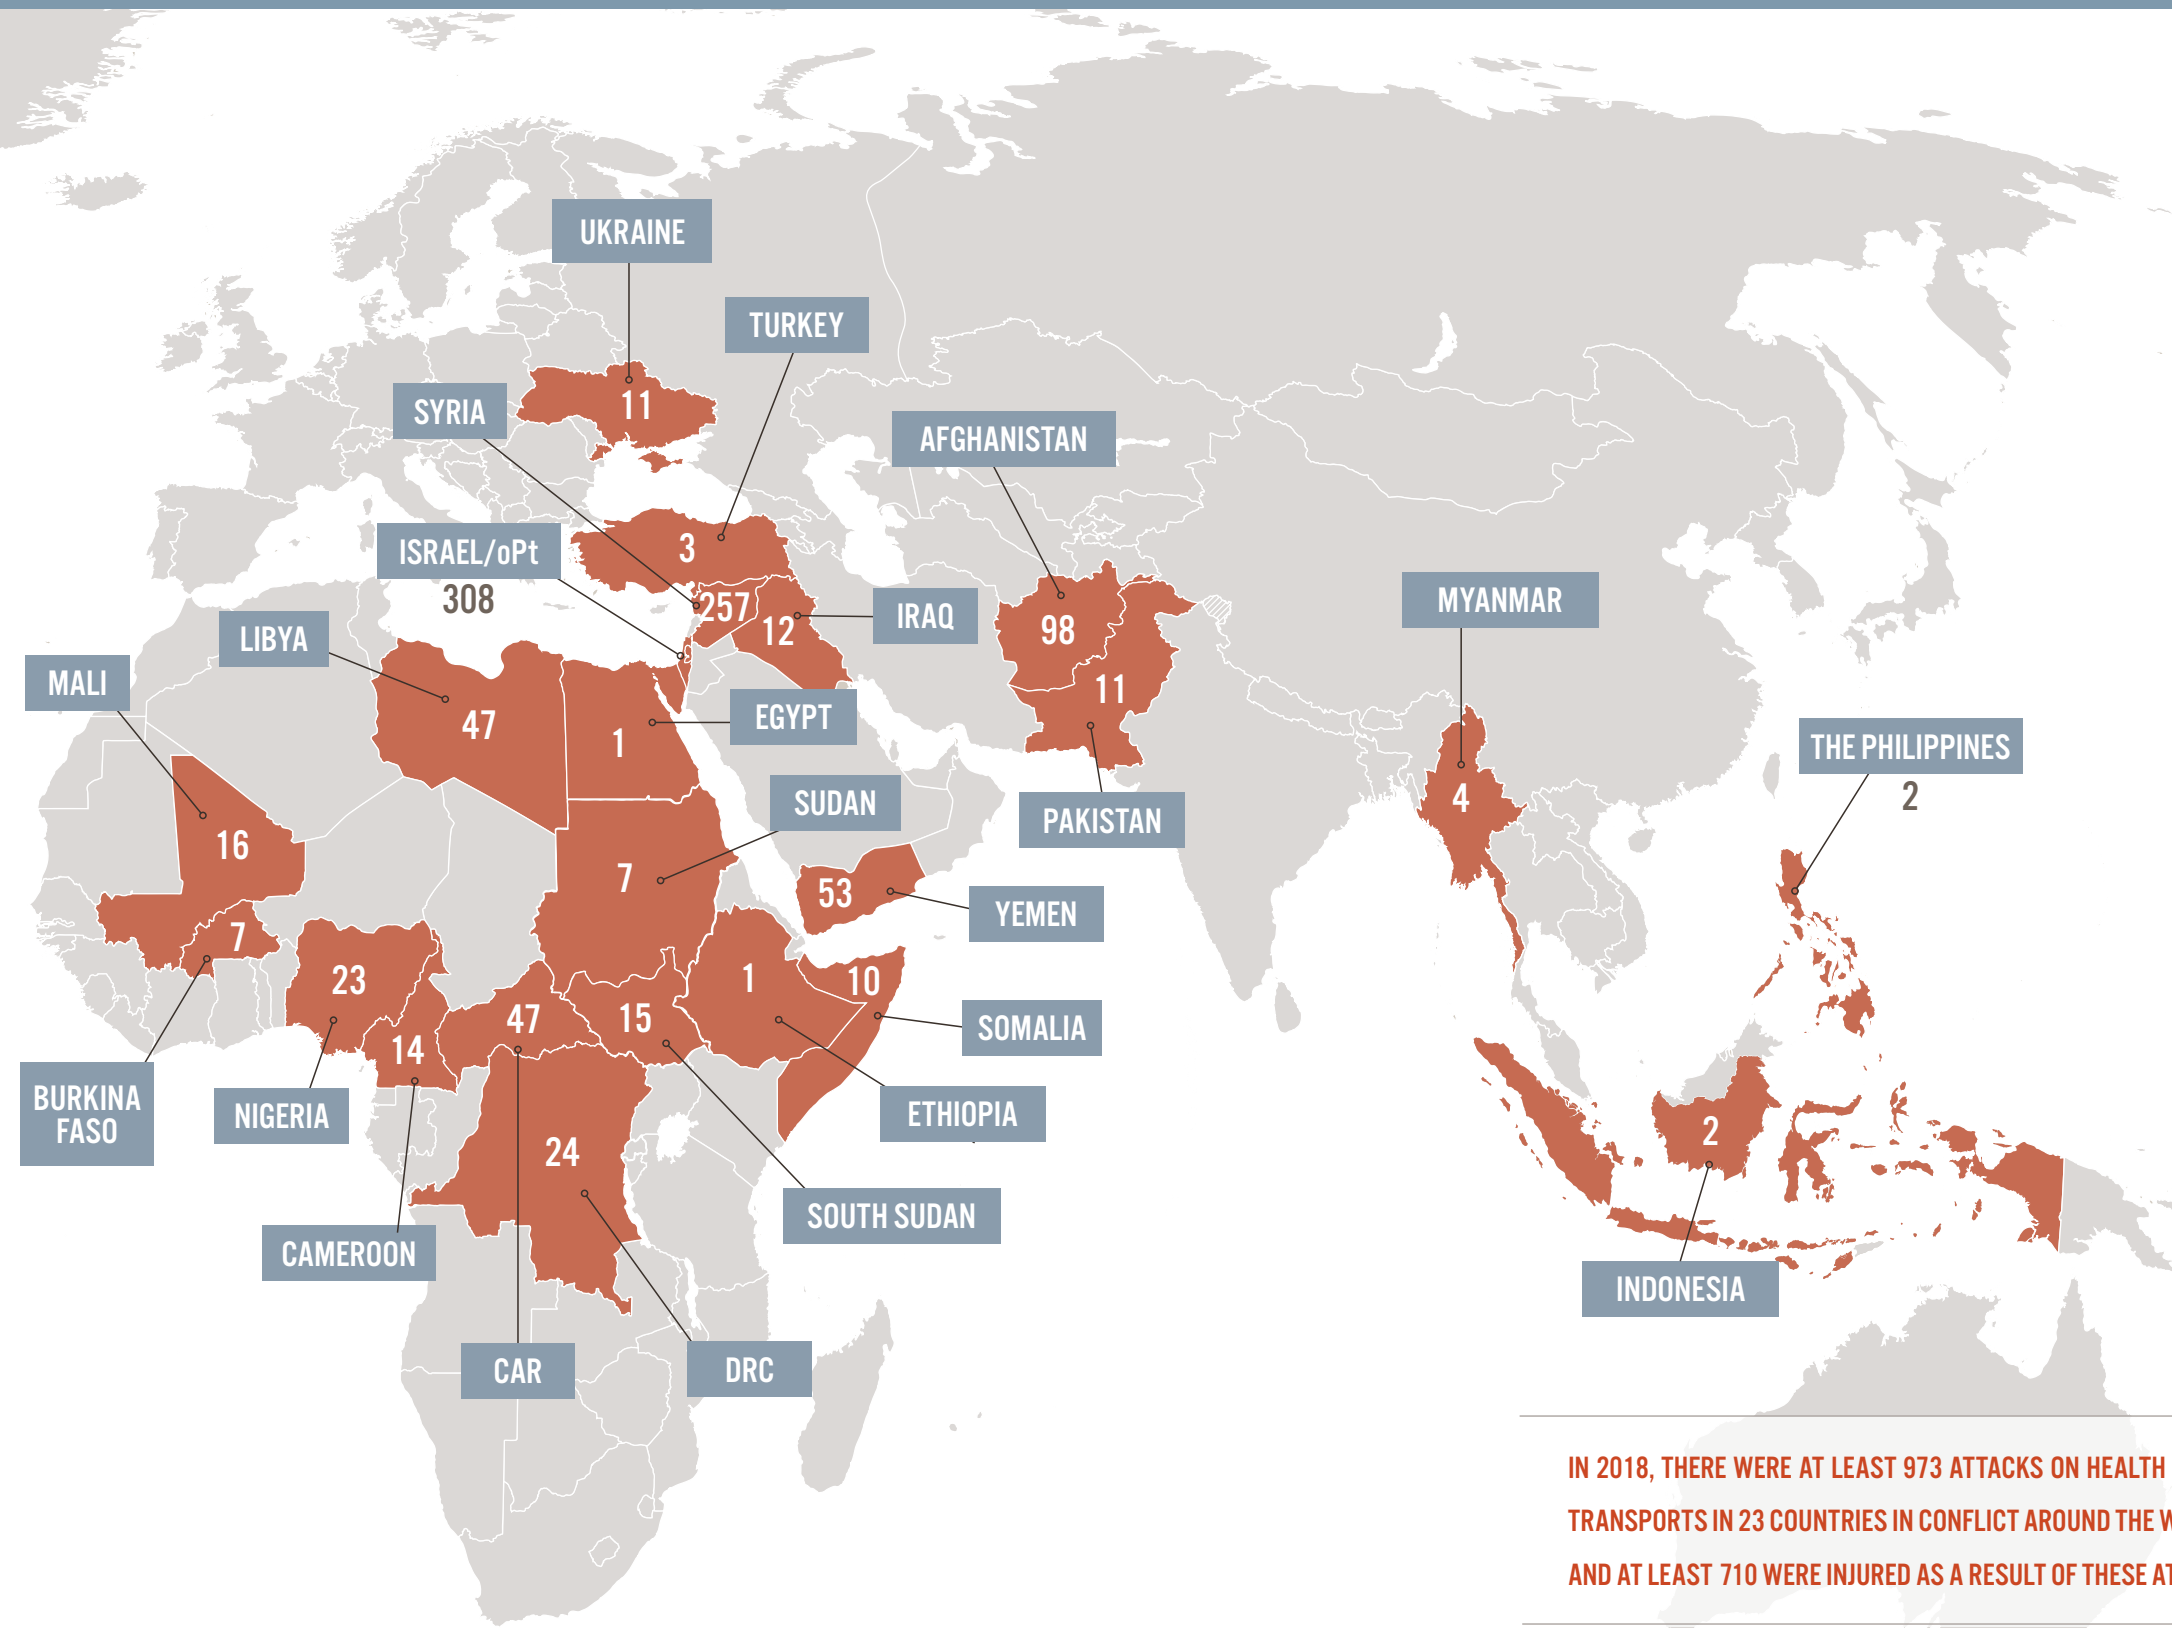 UKRAINE
11
TURKEY
3
SYRIA
257
AFGHANISTAN
98
ISRAEL/oPt
308
IRAQ
12
MYANMAR
4
LIBYA
47
MALI
16
EGYPT
1
PAKISTAN
11
THE PHILIPPINES
2
SUDAN
7
YEMEN
53
BURKINA
FASO
7
NIGERIA
23
CAMEROON
14
CAR
47
SOUTH SUDAN
15
ETHIOPIA
1
SOMALIA
10
DRC
24
INDONESIA
2
IN 2018, THERE WERE AT LEAST 973 ATTACKS ON HEALTH
TRANSPORTS IN 23 COUNTRIES IN CONFLICT AROUND THE
AND AT LEAST 710 WERE INJURED AS A RESULT OF THESE